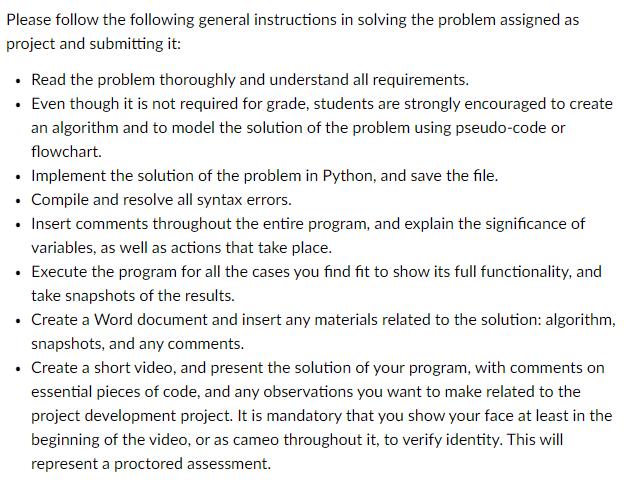 Please follow the following general instructions in solving the problem assigned as
project and submitting it:
• Read the problem thoroughly and understand all requirements.
• Even though it is not required for grade, students are strongly encouraged to create
an algorithm and to model the solution of the problem using pseudo-code or
flowchart.
• Implement the solution of the problem in Python, and save the file.
• Compile and resolve all syntax errors.
• Insert comments throughout the entire program, and explain the significance of
variables, as well as actions that take place.
• Execute the program for all the cases you find fit to show its full functionality, and
take snapshots of the results.
• Create a Word document and insert any materials related to the solution: algorithm,
snapshots, and any comments.
• Create a short video, and present the solution of your program, with comments on
essential pieces of code, and any observations you want to make related to the
project development project. It is mandatory that you show your face at least in the
beginning of the video, or as cameo throughout it, to verify identity. This will
represent a proctored assessment.